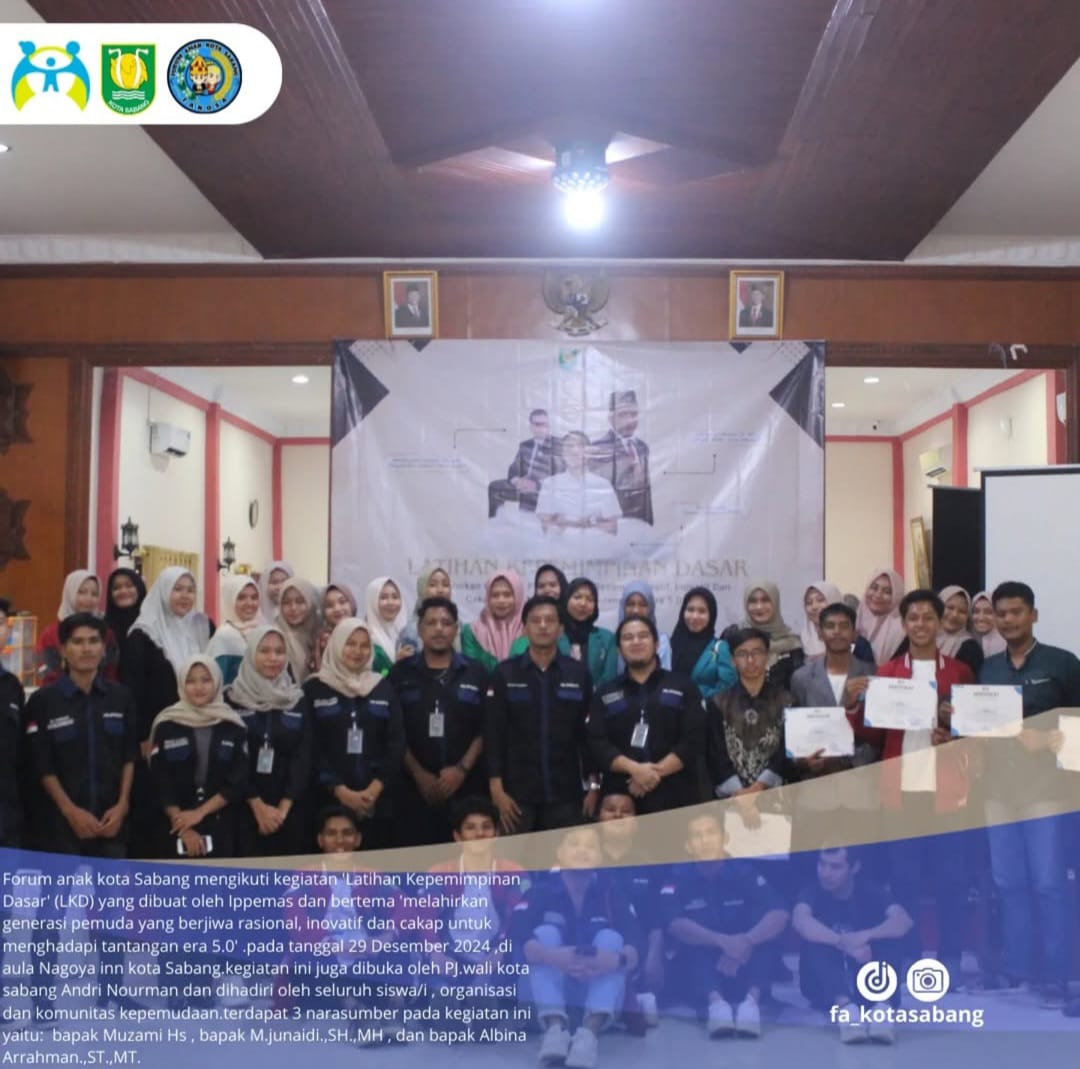 KOTA SABANG
LATIHAN KEPEMIMPINAN DASAR
SERTIFIKAT
Forum anak kota Sabang mengikuti kegiatan 'Latihan Kepemimpinan
Dasar' (LKD) yang dibuat oleh Ippemas dan bertema 'melahirkan
generasi pemuda yang berjiwa rasional, inovatif dan cakap untuk
menghadapi tantangan era 5.0' .pada tanggal 29 Desember 2024 ,di
aula Nagoya inn kota Sabang.kegiatan ini juga dibuka oleh PJ.wali kota
sabang Andri Nourman dan dihadiri oleh seluruh siswa/i , organisasi
dan komunitas kepemudaan.terdapat 3 narasumber pada kegiatan ini
yaitu: bapak Muzami Hs , bapak M.junaidi.,SH.,MH , dan bapak Albina
Arrahman.,ST.,MT.
fa_kotasabang